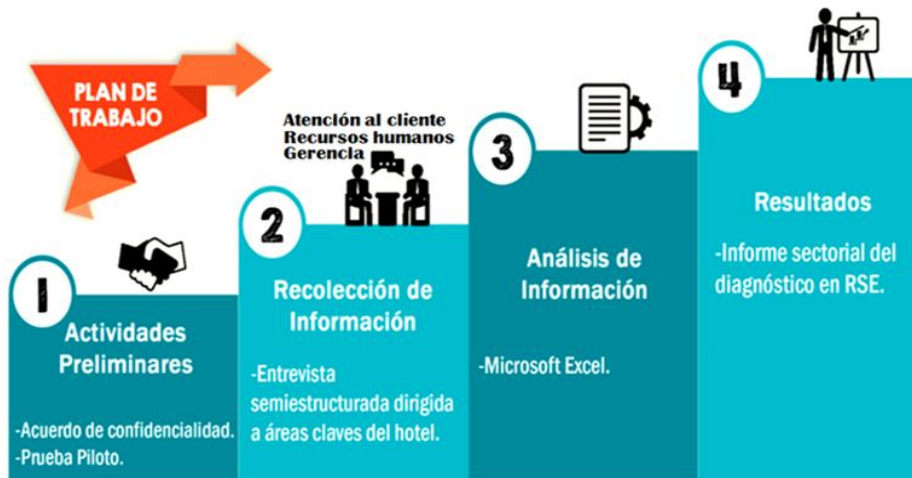 PLAN DE
TRABAJO
1
Actividades
Preliminares
-Acuerdo de confidencialidad.
-Prueba Piloto.
Atención al cliente
Recursos humanos
Gerencia
2
Recolección de
Información
-Entrevista
semiestructurada dirigida
a áreas claves del hotel.
3
Análisis de
Información
-Microsoft Excel.
4
Resultados
-Informe sectorial del
diagnóstico en RSE.